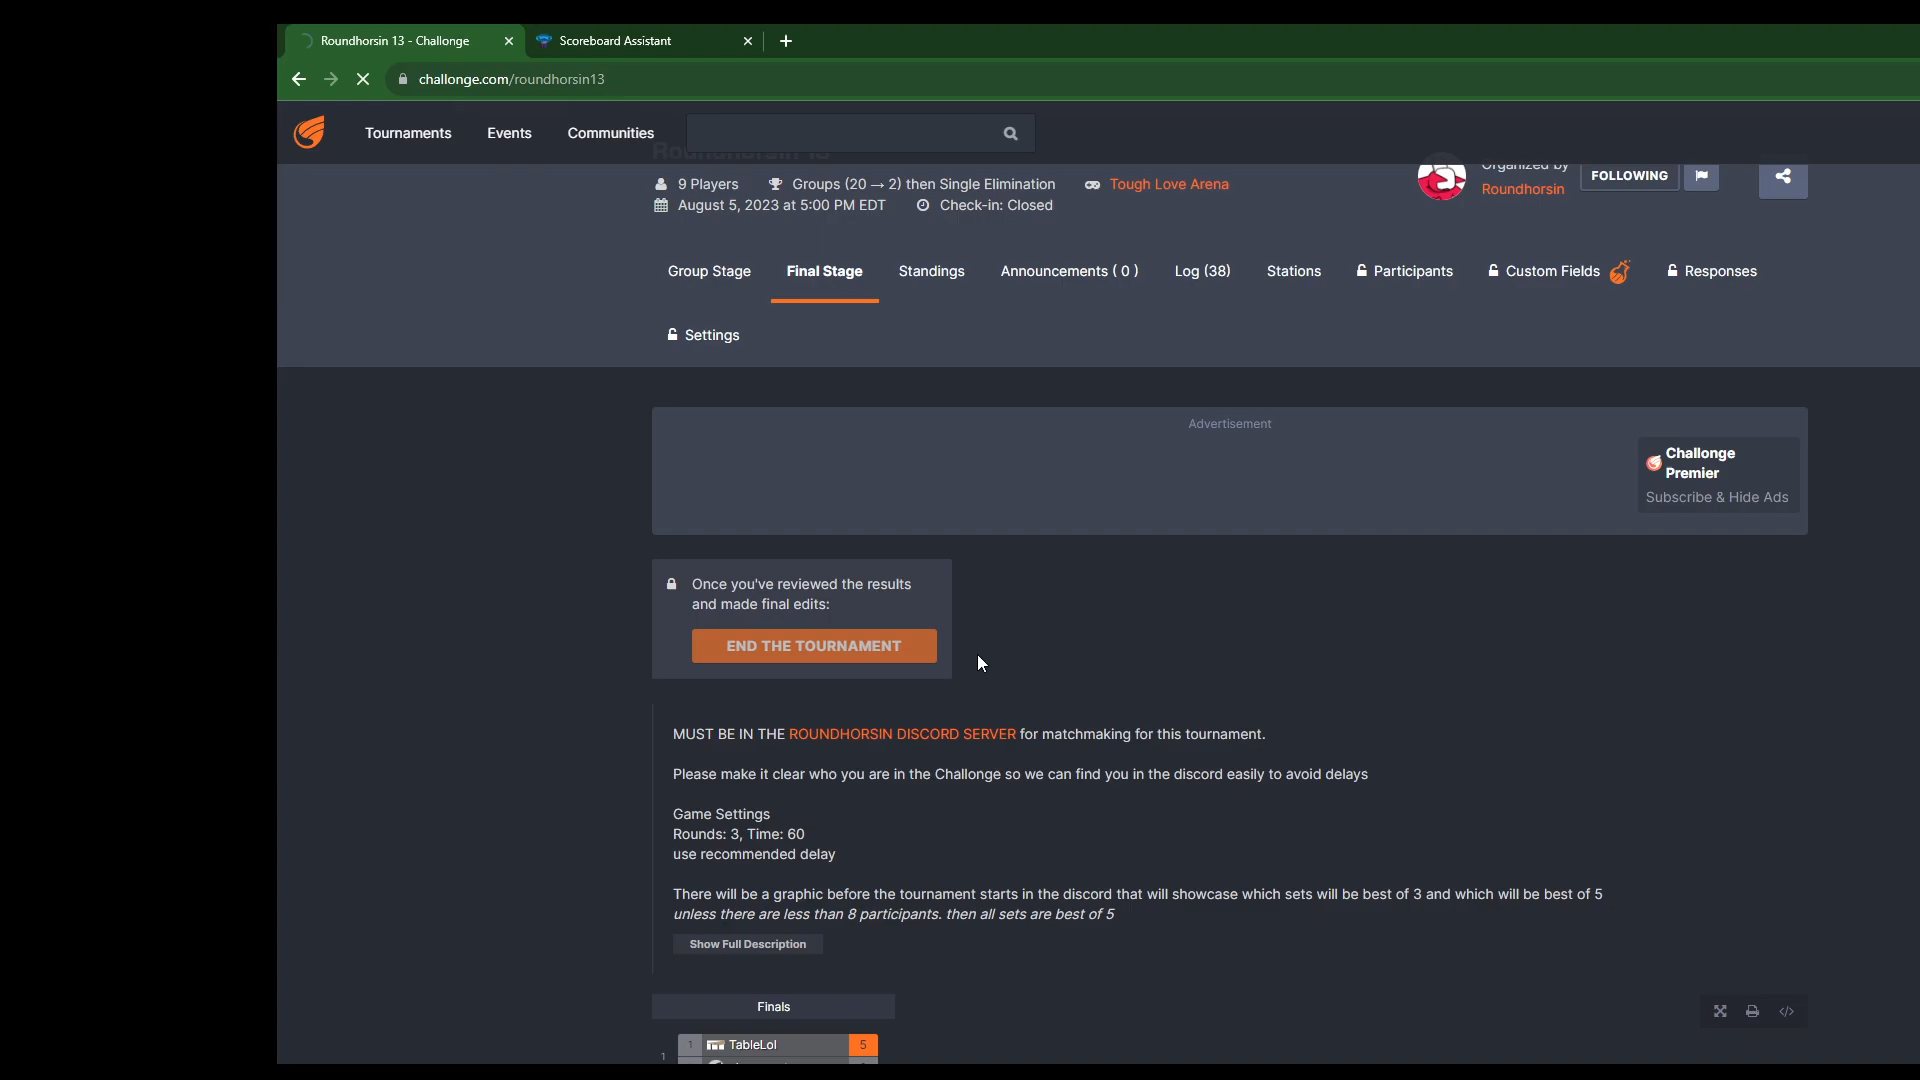 Roundhorsin 13 - Challonge
Scoreboard Assistant
challonge.com/roundhorsin13
Tournaments Events Communities
Roundhorsin 13
9 Players Groups (20 → 2) then Single Elimination Tough Love Arena
August 5, 2023 at 5:00 PM EDT Check-in: Closed
Organized by
Roundhorsin
FOLLOWING
Group Stage Final Stage Standings Announcements ( 0 ) Log (38) Stations Participants Custom Fields Responses
Settings
Advertisement
Challonge
Premier
Subscribe & Hide Ads
Once you've reviewed the results
and made final edits:
END THE TOURNAMENT
MUST BE IN THE ROUNDHORSIN DISCORD SERVER for matchmaking for this tournament.
Please make it clear who you are in the Challonge so we can find you in the discord easily to avoid delays
Game Settings
Rounds: 3, Time: 60
use recommended delay
There will be a graphic before the tournament starts in the discord that will showcase which sets will be best of 3 and which will be best of 5
unless there are less than 8 participants. then all sets are best of 5
Show Full Description
Finals
1 TableLol 5
1